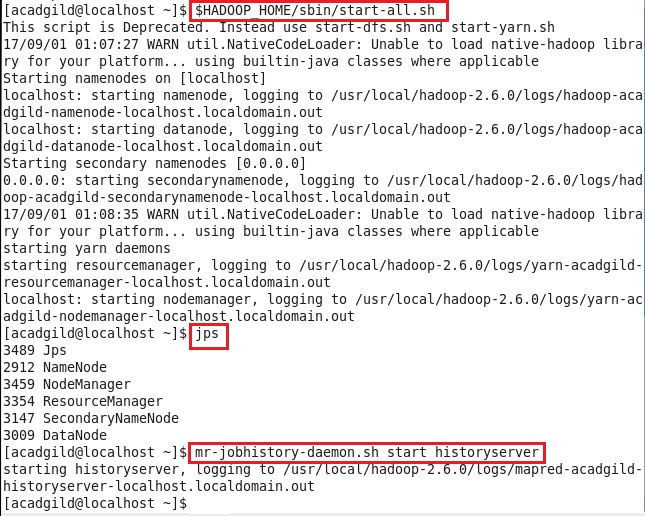 [acadgild@localhost ~]$ $HADOOP_HOME/sbin/start-all.sh
This script is Deprecated. Instead use start-dfs.sh and start-yarn.sh
17/09/01 01:07:27 WARN util.NativeCodeLoader: Unable to load native-hadoop libra
ry for your platform... using builtin-java classes where applicable
Starting namenodes on [localhost]
localhost: starting namenode, logging to /usr/local/hadoop-2.6.0/logs/hadoop-aca
dgild-namenode-localhost.localdomain.out
localhost: starting datanode, logging to /usr/local/hadoop-2.6.0/logs/hadoop-aca
dgild-datanode-localhost.localdomain.out
Starting secondary namenodes [0.0.0.0]
0.0.0.0: starting secondarynamenode, logging to /usr/local/hadoop-2.6.0/logs/had
oop-acadgild-secondarynamenode-localhost.localdomain.out
17/09/01 01:08:35 WARN util.NativeCodeLoader: Unable to load native-hadoop libra
ry for your platform... using builtin-java classes where applicable
starting yarn daemons
starting resourcemanager, logging to /usr/local/hadoop-2.6.0/logs/yarn-acadgild-
resourcemanager-localhost.localdomain.out
localhost: starting nodemanager, logging to /usr/local/hadoop-2.6.0/logs/yarn-ac
adgild-nodemanager-localhost.localdomain.out
[acadgild@localhost ~]$ jps
3489 Jps
2912 NameNode
3459 NodeManager
3354 ResourceManager
3147 SecondaryNameNode
3009 DataNode
[acadgild@localhost ~]$ mr-jobhistory-daemon.sh start historyserver
starting historyserver, logging to /usr/local/hadoop-2.6.0/logs/mapred-acadgild-
historyserver-localhost.localdomain.out
[acadgild@localhost ~]$